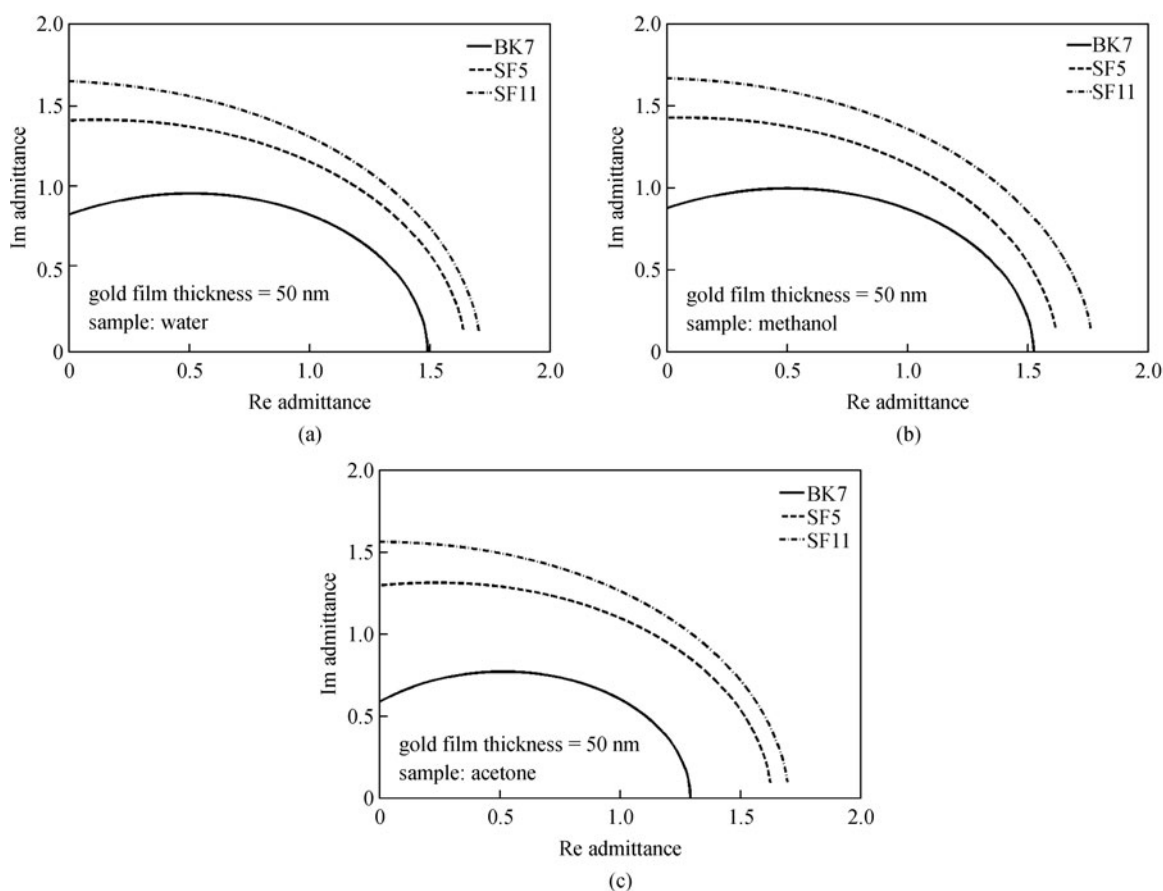 2.0
1.5
1.0
0.5
0
Im admittance
BK7
SF5
SF11
gold film thickness = 50 nm
sample: water
0 0.5 1.0 1.5 2.0
Re admittance
(a)
2.0
1.5
1.0
0.5
0
Im admittance
BK7
SF5
SF11
gold film thickness = 50 nm
sample: methanol
0 0.5 1.0 1.5 2.0
Re admittance
(b)
2.0
1.5
1.0
0.5
0
Im admittance
BK7
SF5
SF11
gold film thickness = 50 nm
sample: acetone
0 0.5 1.0 1.5 2.0
Re admittance
(c)